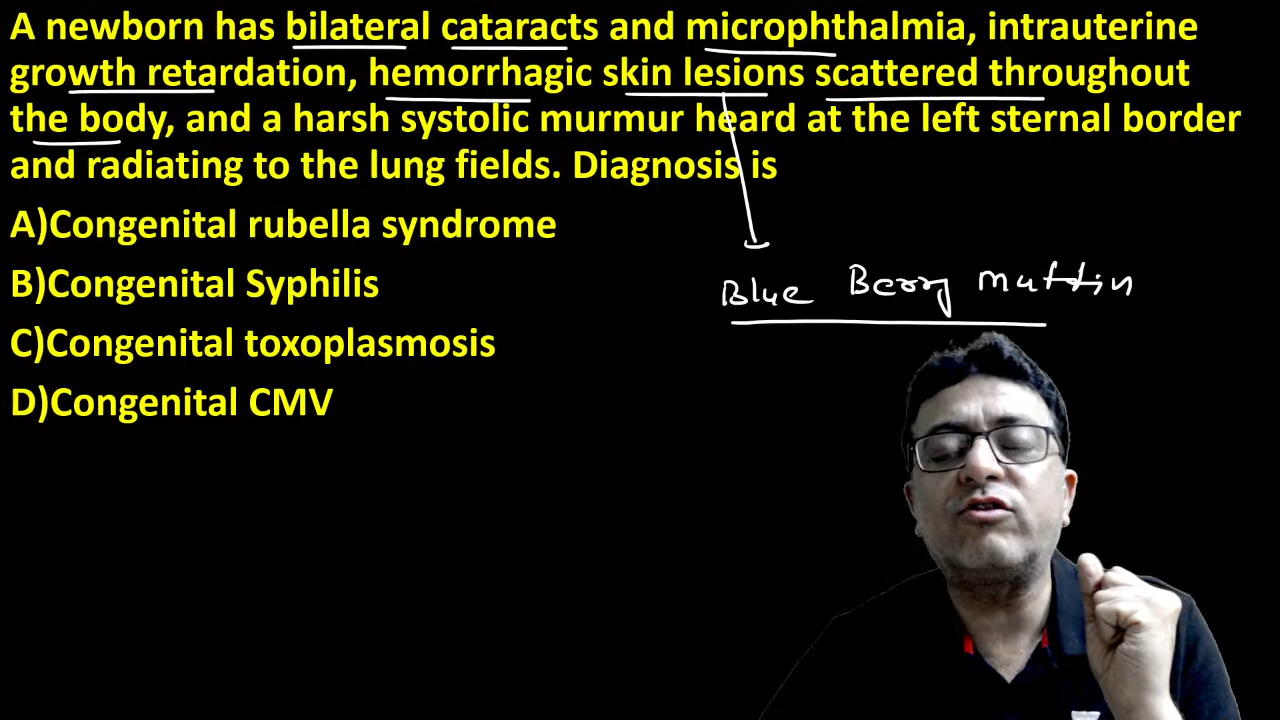 A newborn has bilateral cataracts and microphthalmia, intrauterine
growth retardation, hemorrhagic skin lesions scattered throughout
the body, and a harsh systolic murmur heard at the left sternal border
and radiating to the lung fields. Diagnosis is
A)Congenital rubella syndrome
B)Congenital Syphilis
Blue Berry Muffin
C)Congenital toxoplasmosis
D)Congenital CMV